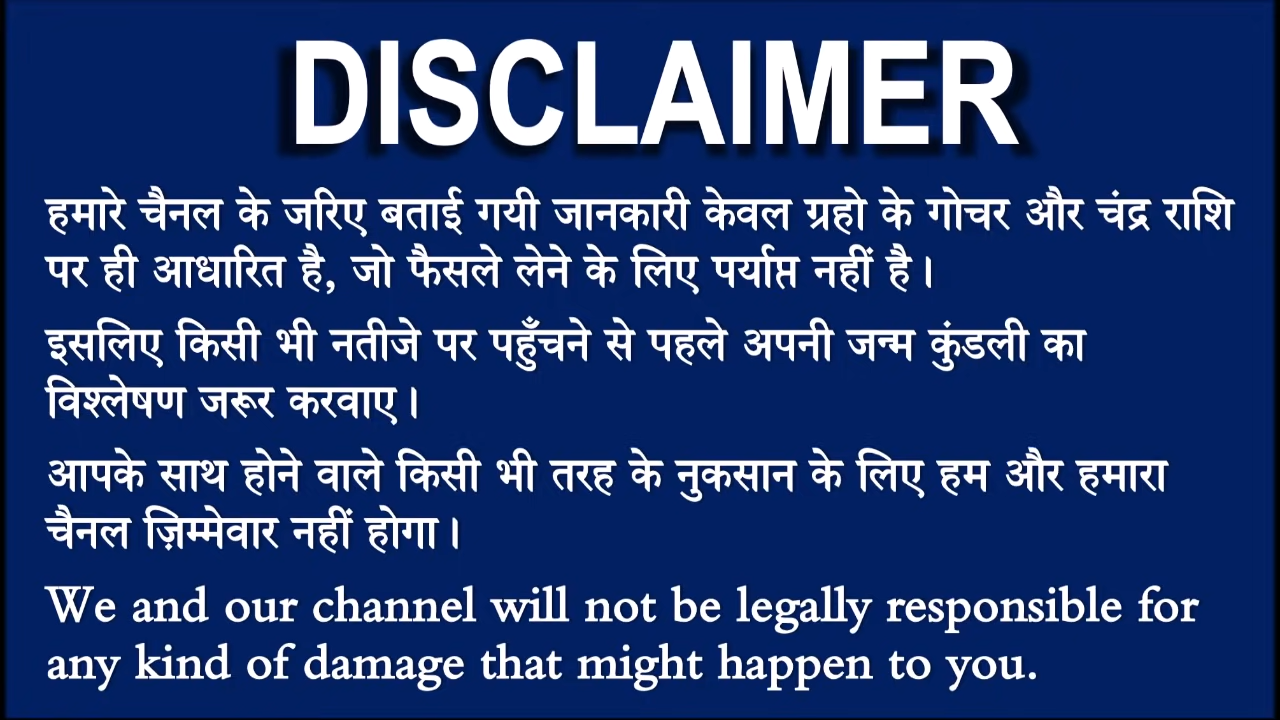 DISCLAIMER
हमारे चैनल के जरिए बताई गयी जानकारी केवल ग्रहो के गोचर और चंद्र राशि
पर ही आधारित है, जो फैसले लेने के लिए पर्याप्त नहीं है।
इसलिए किसी भी नतीजे पर पहुँचने से पहले अपनी जन्म कुंडली का
विश्लेषण जरूर करवाए।
आपके साथ होने वाले किसी भी तरह के नुकसान के लिए हम और हमारा
चैनल ज़िम्मेवार नहीं होगा।
We and our channel will not be legally responsible for
any kind of damage that might happen to you.